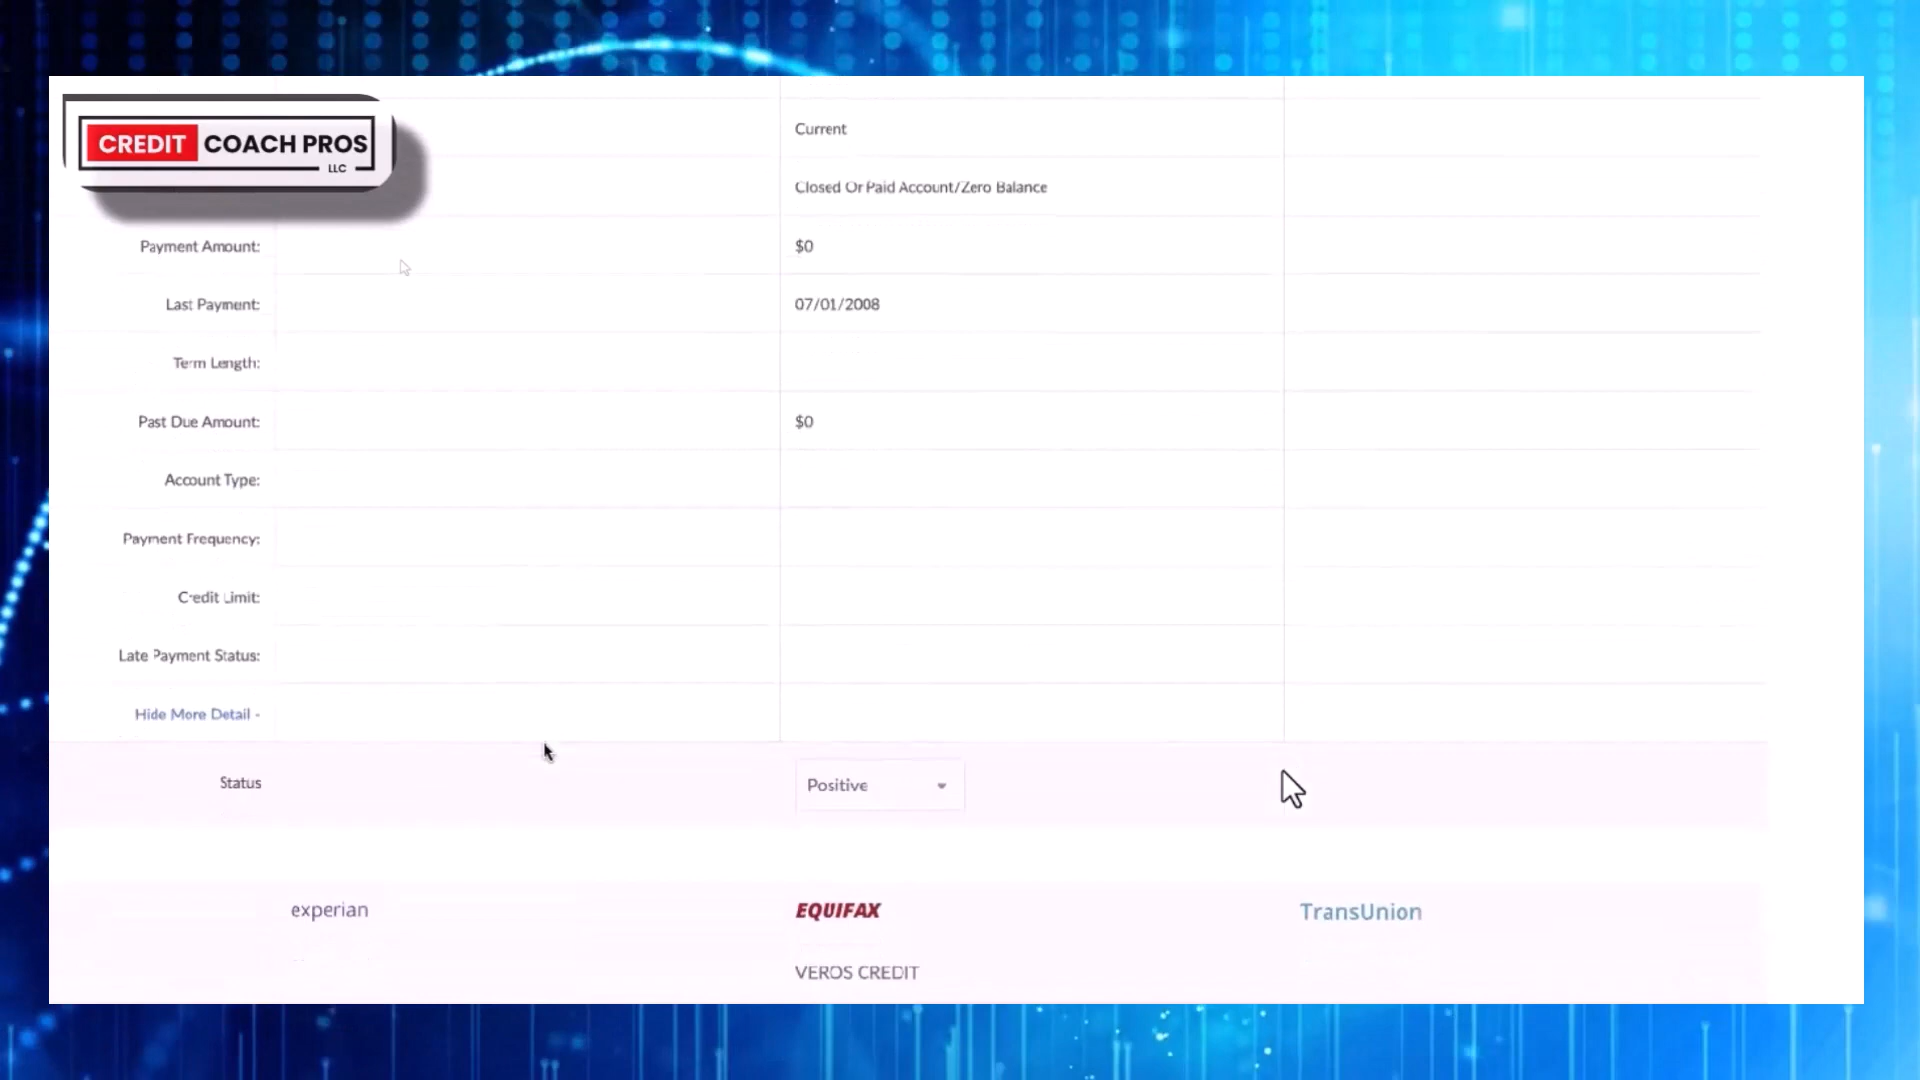 CREDIT COACH PROS
LLC
Current
Closed Or Paid Account/Zero Balance
Payment Amount: $0
Last Payment: 07/01/2008
Term Length:
Past Due Amount: $0
Account Type:
Payment Frequency:
Credit Limit:
Late Payment Status:
Hide More Detail -
Status Positive
experian EQUIFAX TransUnion
VEROS CREDIT